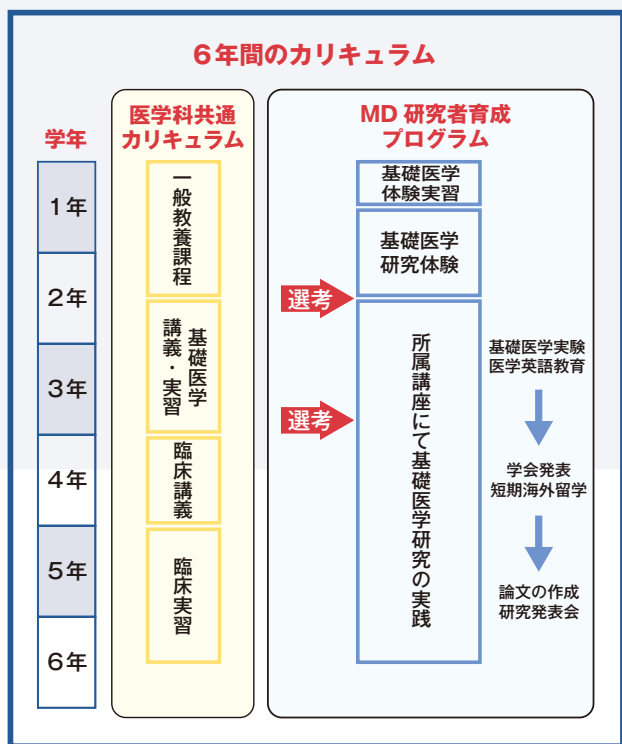 6年間のカリキュラム
学年
1年
2年
3年
4年
5年
6年
医学科共通
カリキュラム
一般教養課程
基礎医学
講義・実習
臨床講義
臨床実習
MD 研究者育成
プログラム
基礎医学
体験実習
基礎医学
研究体験
選考
選考
所属講座にて基礎医学研究の実践
基礎医学実験
医学英語教育
学会発表
短期海外留学
論文の作成
研究発表会